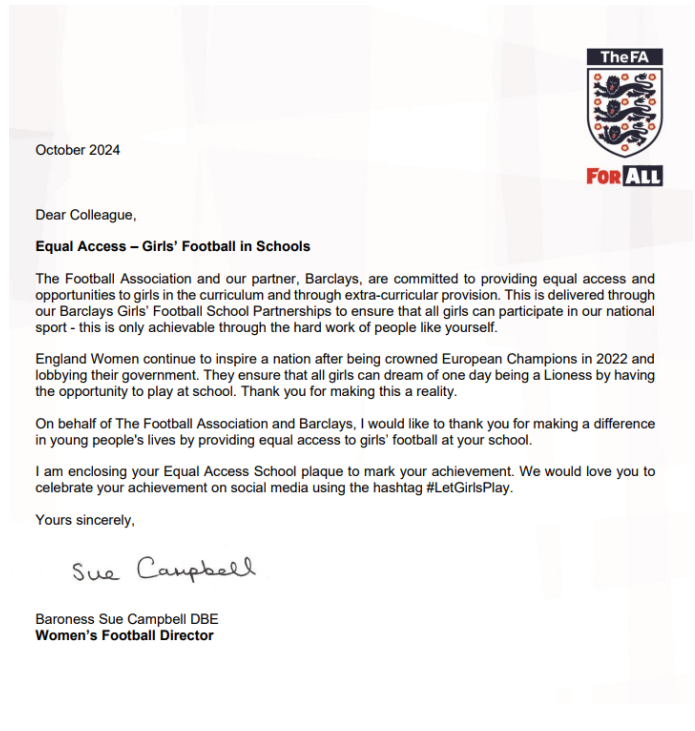 The FA
FOR ALL
October 2024
Dear Colleague,
Equal Access – Girls' Football in Schools
The Football Association and our partner, Barclays, are committed to providing equal access and
opportunities to girls in the curriculum and through extra-curricular provision. This is delivered through
our Barclays Girls' Football School Partnerships to ensure that all girls can participate in our national
sport - this is only achievable through the hard work of people like yourself.
England Women continue to inspire a nation after being crowned European Champions in 2022 and
lobbying their government. They ensure that all girls can dream of one day being a Lioness by having
the opportunity to play at school. Thank you for making this a reality.
On behalf of The Football Association and Barclays, I would like to thank you for making a difference
in young people's lives by providing equal access to girls' football at your school.
I am enclosing your Equal Access School plaque to mark your achievement. We would love you to
celebrate your achievement on social media using the hashtag #LetGirlsPlay.
Yours sincerely,
Sue Campbell
Baroness Sue Campbell DBE
Women's Football Director